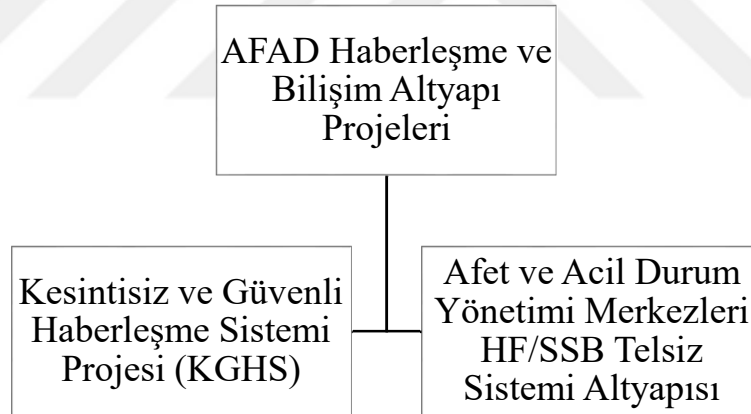 AFAD Haberleşme ve
Bilişim Altyapı
Projeleri
Kesintisiz ve Güvenli
Haberleşme Sistemi
Projesi (KGHS)
Afet ve Acil Durum
Yönetimi Merkezleri
HF/SSB Telsiz
Sistemi Altyapısı